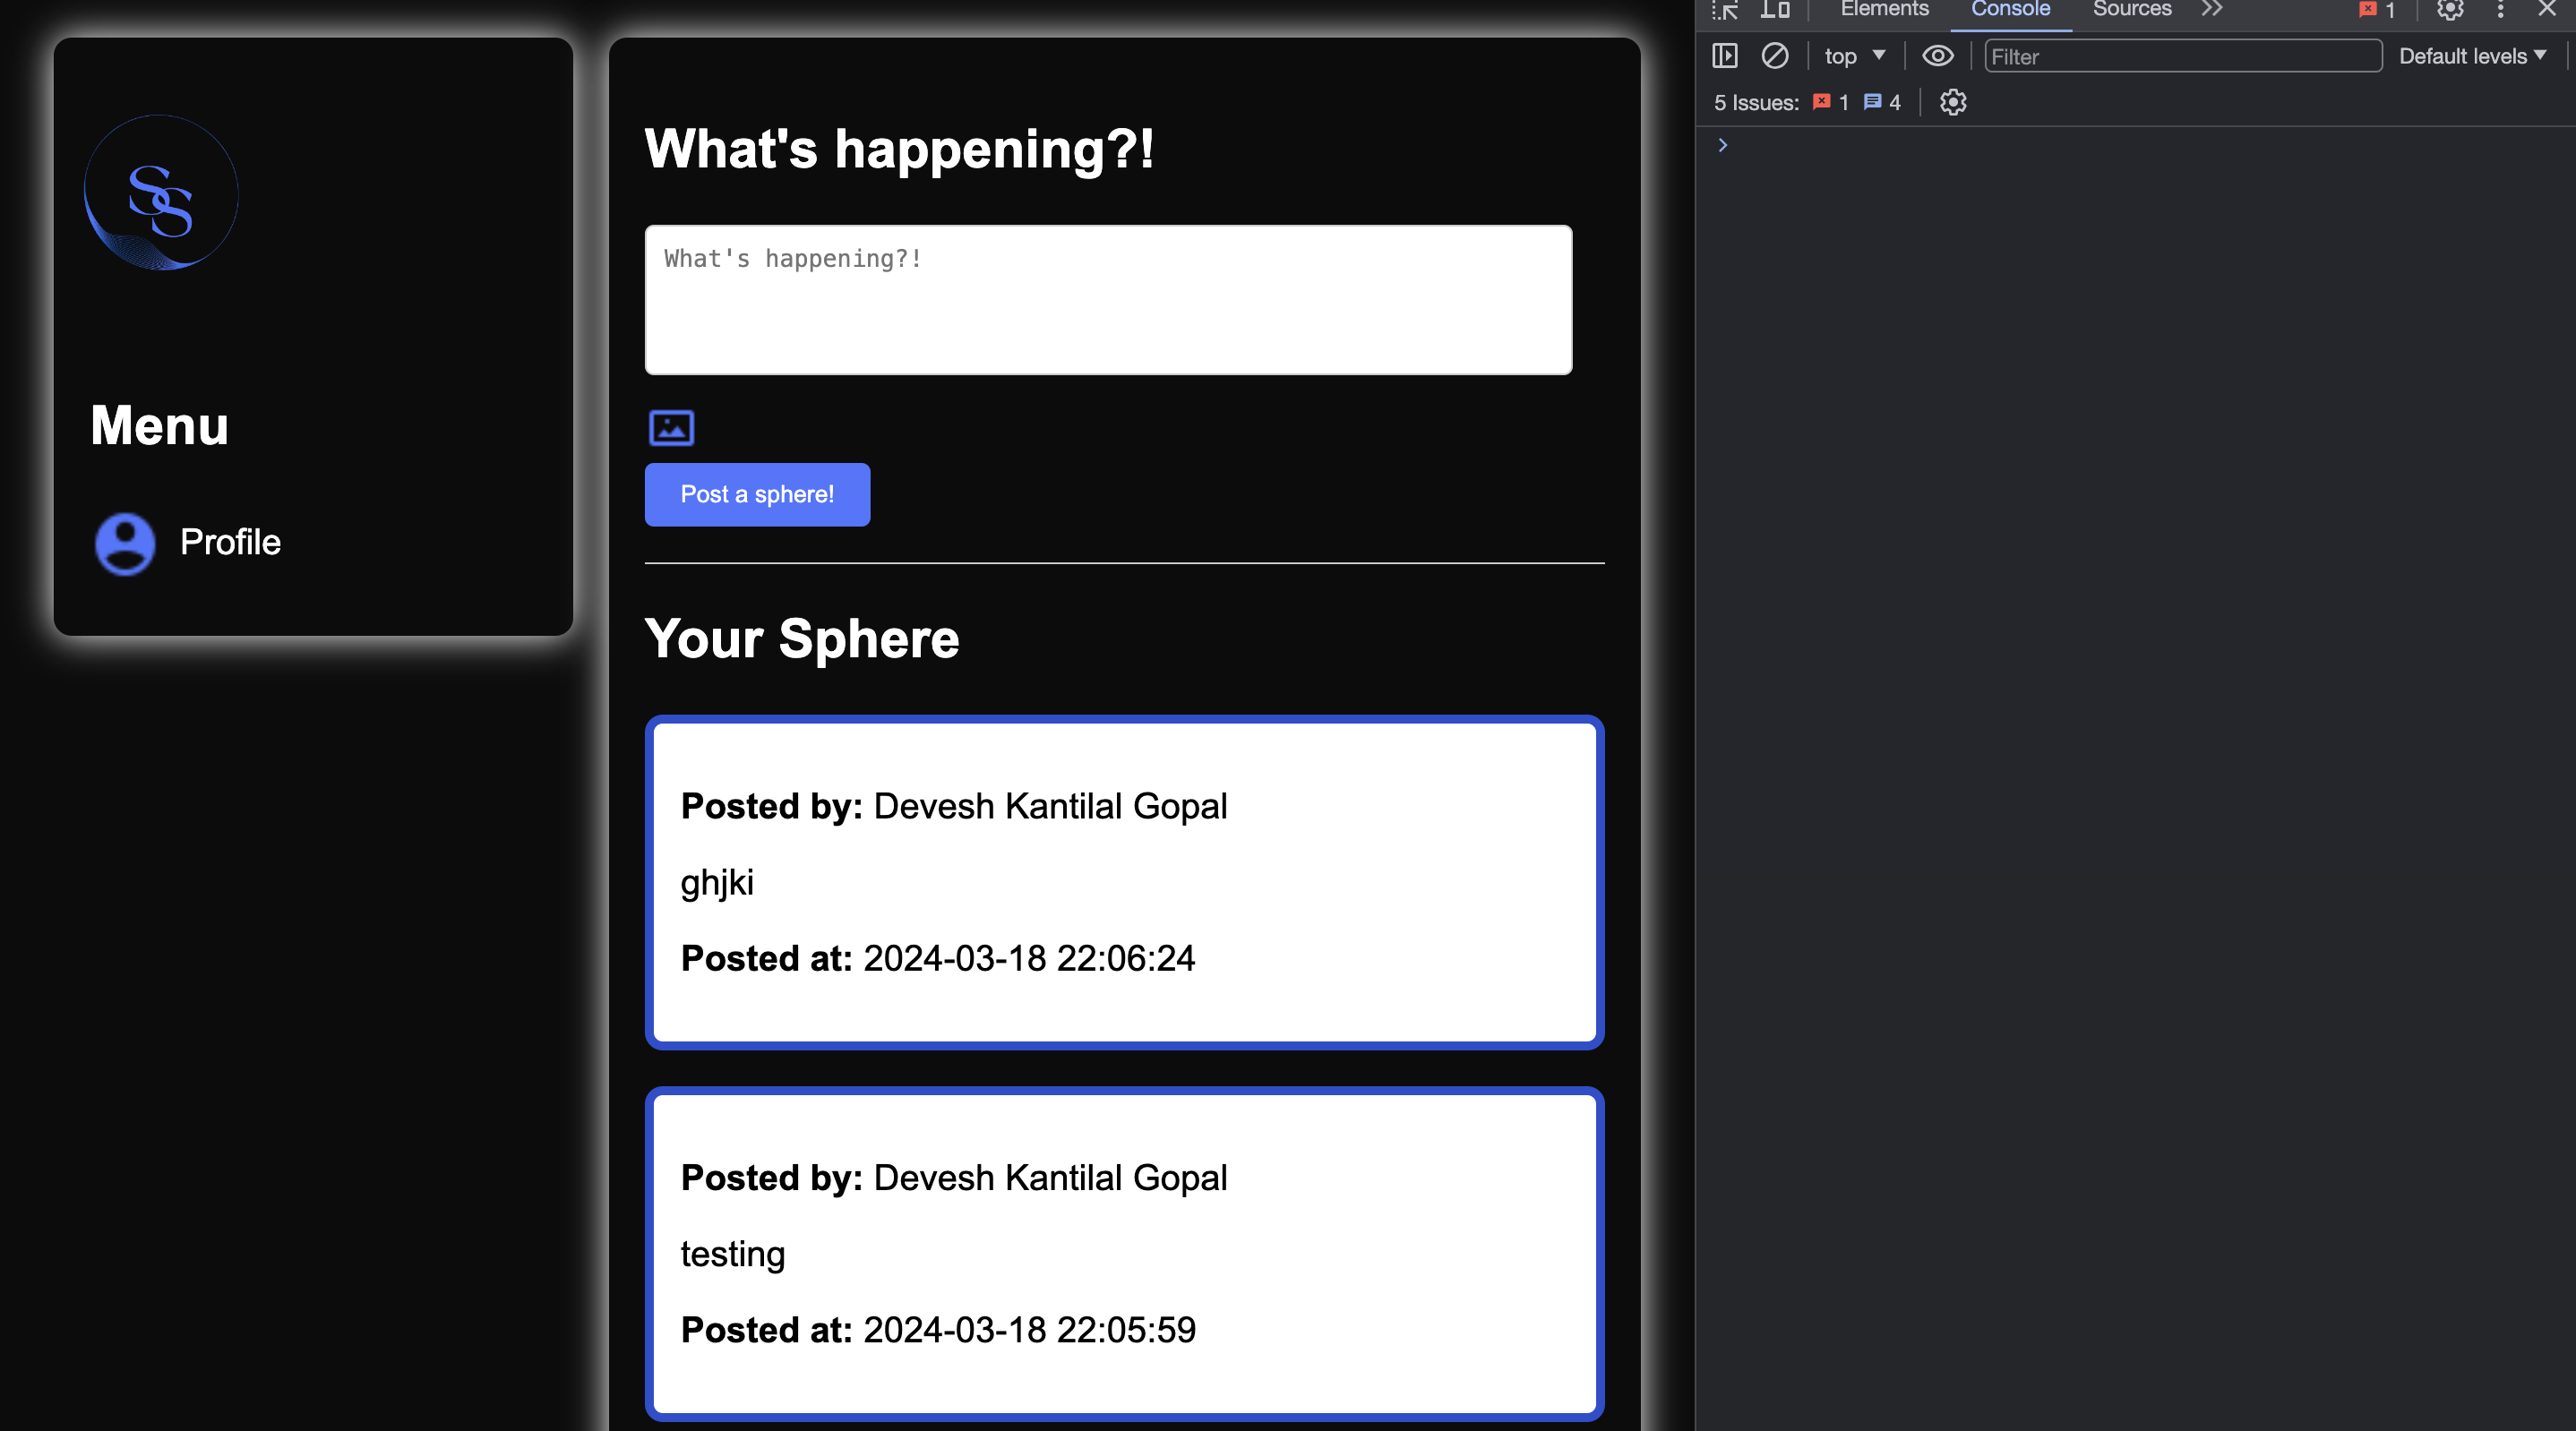 SS
Menu
Profile
What's happening?!
What's happening?!
Post a sphere!
Your Sphere
Posted by: Devesh Kantilal Gopal
ghjki
Posted at: 2024-03-18 22:06:24
Posted by: Devesh Kantilal Gopal
testing
Posted at: 2024-03-18 22:05:59
Elements Console Sources 1
top Filter Default levels
5 Issues: 1 4